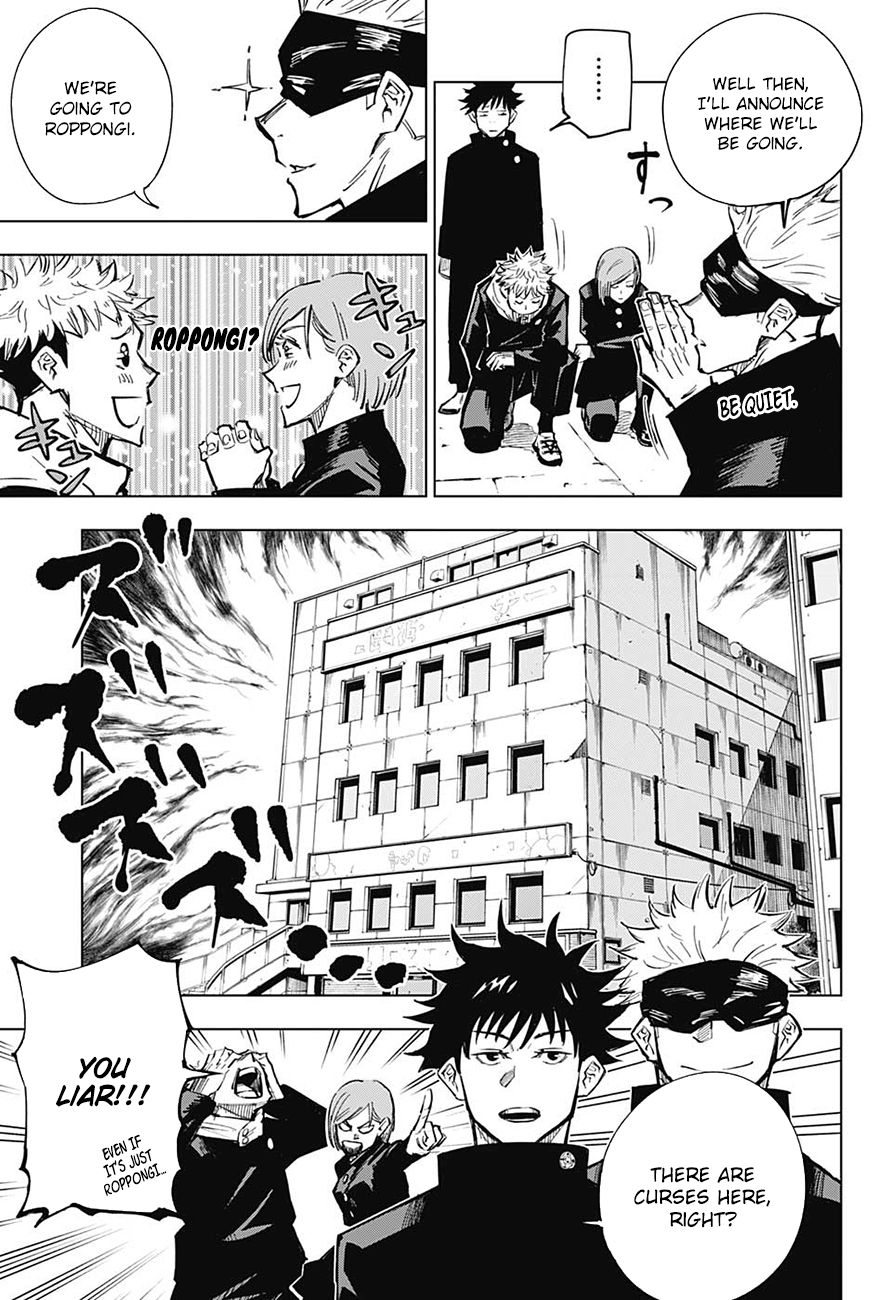 WELL THEN,
I'LL ANNOUNCE
WHERE WE'LL
BE GOING.
......
すっ
BE QUIET.
WE'RE
GOING TO
ROPPONGI.
ROPPONGI?
キュン
キュン
ズズズズズ...
THERE ARE
CURSES HERE,
RIGHT?
YOU
LIAR!!!
EVEN IF
IT'S JUST
ROPPONGI...